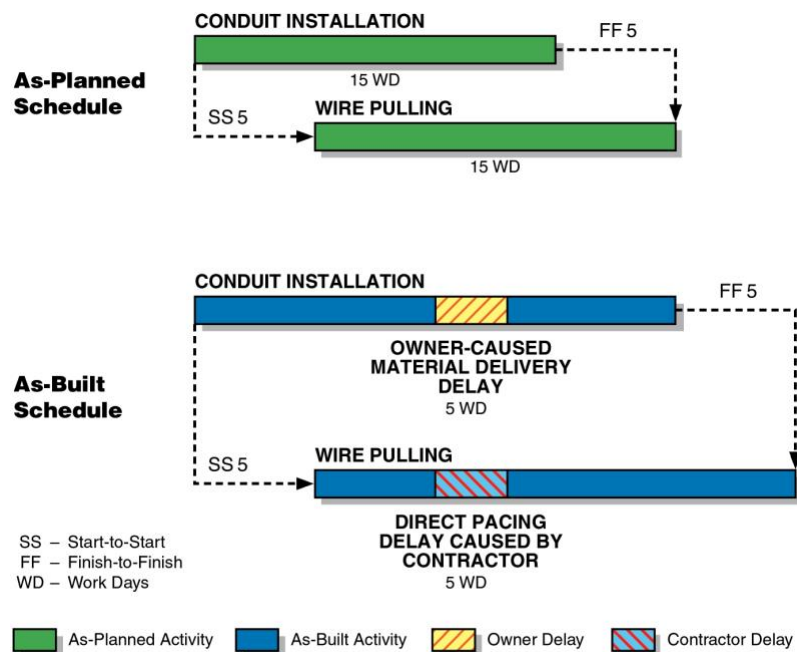 CONDUIT INSTALLATION
FF 5
As-Planned
Schedule
15 WD
WIRE PULLING
SS 5
15 WD
CONDUIT INSTALLATION
FF 5
OWNER-CAUSED
MATERIAL DELIVERY
DELAY
5 WD
As-Built
Schedule
WIRE PULLING
SS 5
DIRECT PACING
DELAY CAUSED BY
CONTRACTOR
5 WD
SS – Start-to-Start
FF – Finish-to-Finish
WD – Work Days
As-Planned Activity
As-Built Activity
Owner Delay
Contractor Delay